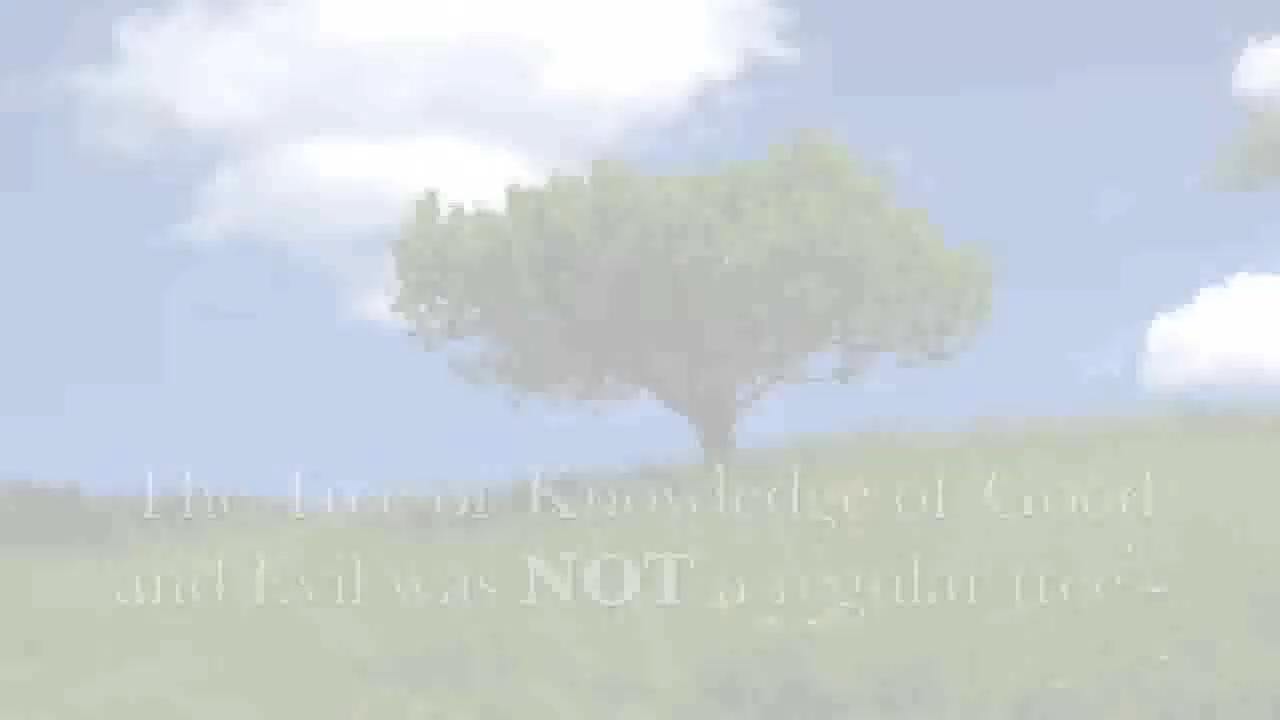 The Tree of Knowledge of Good
and Evil was NOT a regular tree -